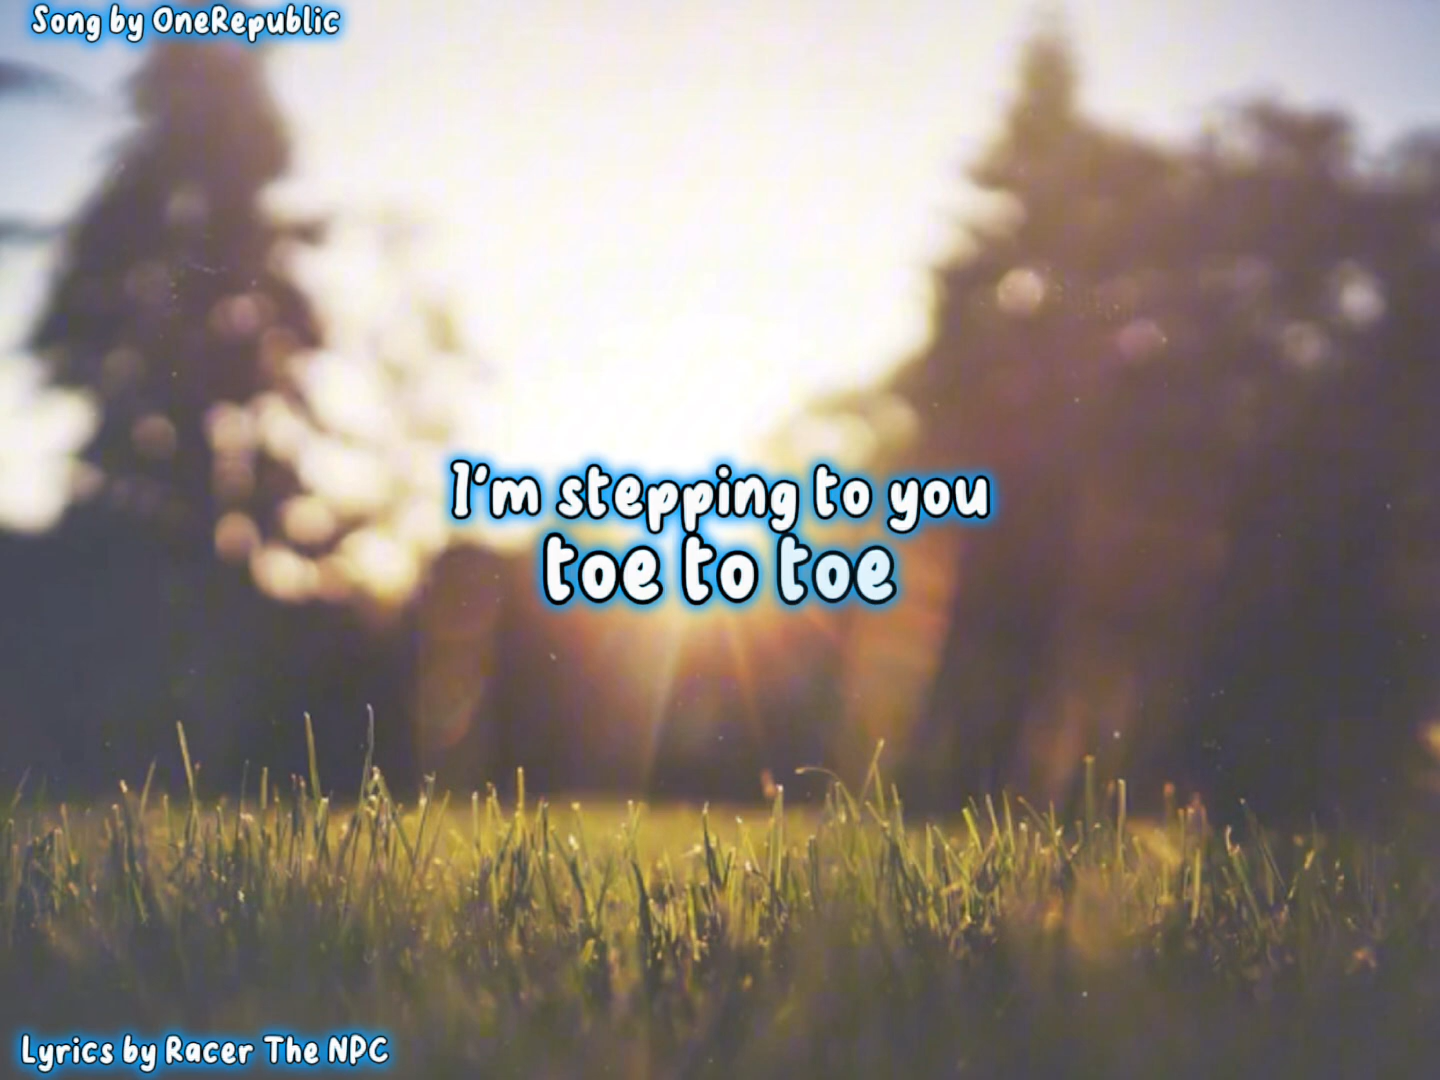 Song by OneRepublic
I'm stepping to you
toe to toe
Lyrics by Racer The NPC